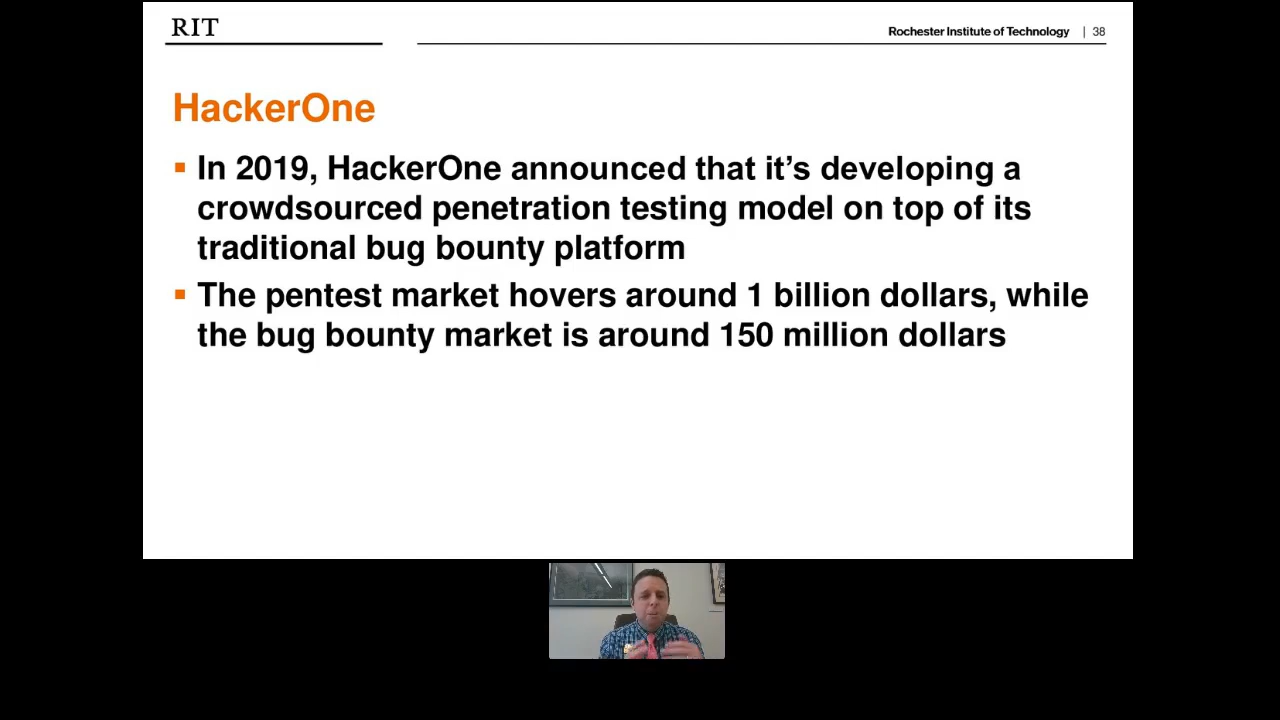 RIT
Rochester Institute of Technology | 38
HackerOne
▪ In 2019, HackerOne announced that it’s developing a
crowdsourced penetration testing model on top of its
traditional bug bounty platform
▪ The pentest market hovers around 1 billion dollars, while
the bug bounty market is around 150 million dollars